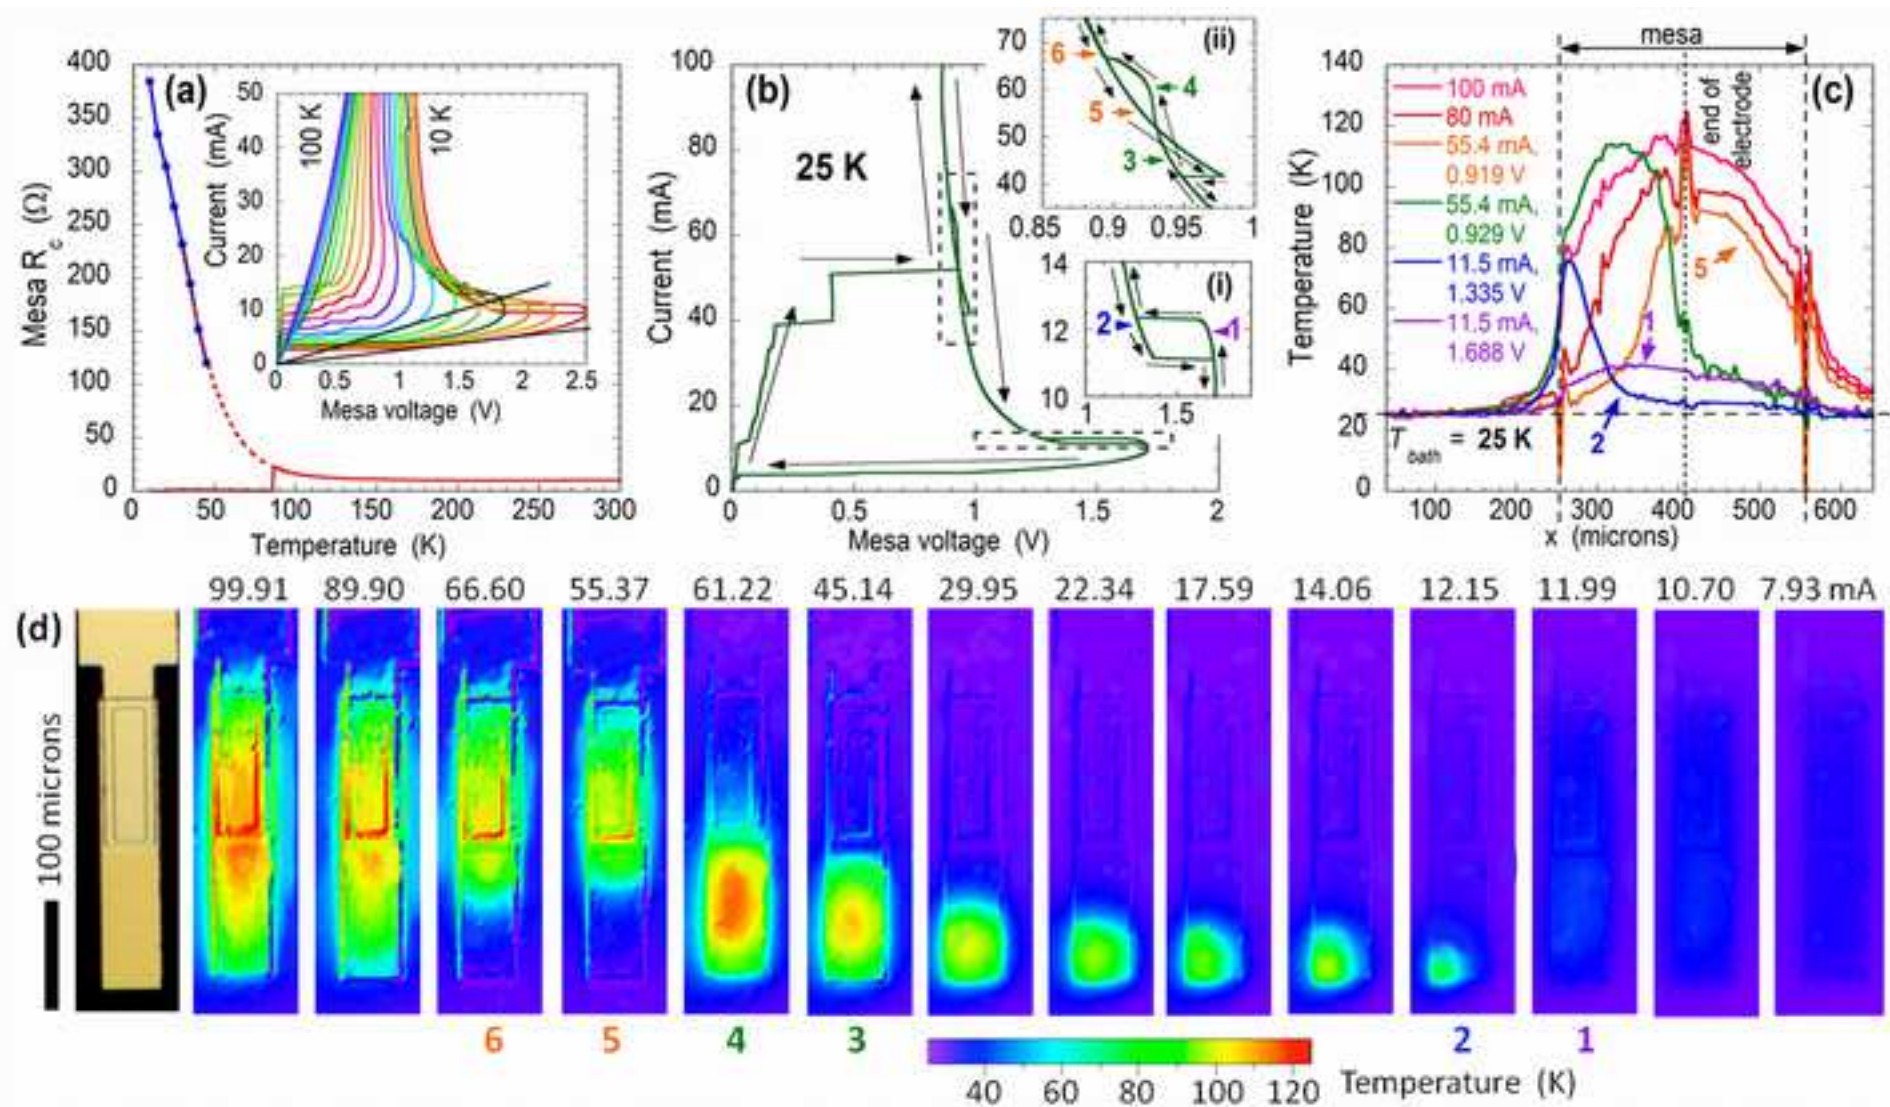 (a)
400
350
300
250
200
150
100
50
0
Mesa Rc (Ω)
0 50 100 150 200 250 300
Temperature (K)
50
40
30
20
10
0
Current (mA)
100 K
10 K
0 0.5 1 1.5 2 2.5
Mesa voltage (V)
(b)
100
80
60
40
20
0
Current (mA)
25 K
0 0.5 1 1.5 2
Mesa voltage (V)
(ii)
70
60
50
40
6
5
4
3
0.85 0.9 0.95 1
(i)
14
12
10
2
1
1 1.5
mesa
(c)
140
120
100
80
60
40
20
0
Temperature (K)
100 mA
80 mA
55.4 mA,
0.919 V
55.4 mA,
0.929 V
11.5 mA,
1.335 V
11.5 mA,
1.688 V
end of
electrode
5
1
2
Tbath = 25 K
100 200 300 400 500 600
x (microns)
(d)
99.91 89.90 66.60 55.37 61.22 45.14 29.95 22.34 17.59 14.06 12.15 11.99 10.70 7.93 mA
100 microns
6 5 4 3 2 1
40 60 80 100 120
Temperature (K)